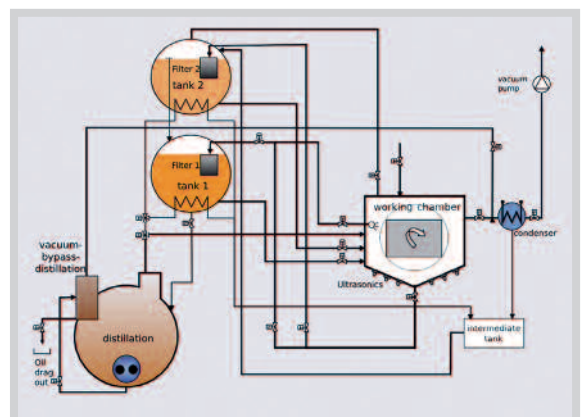 Filter 2
tank 2
Filter 1
tank 1
vacuum
pump
working chamber
condenser
vacuum-
bypass-
distillation
Ultrasonics
distillation
intermediate
tank
Oil
drag
out